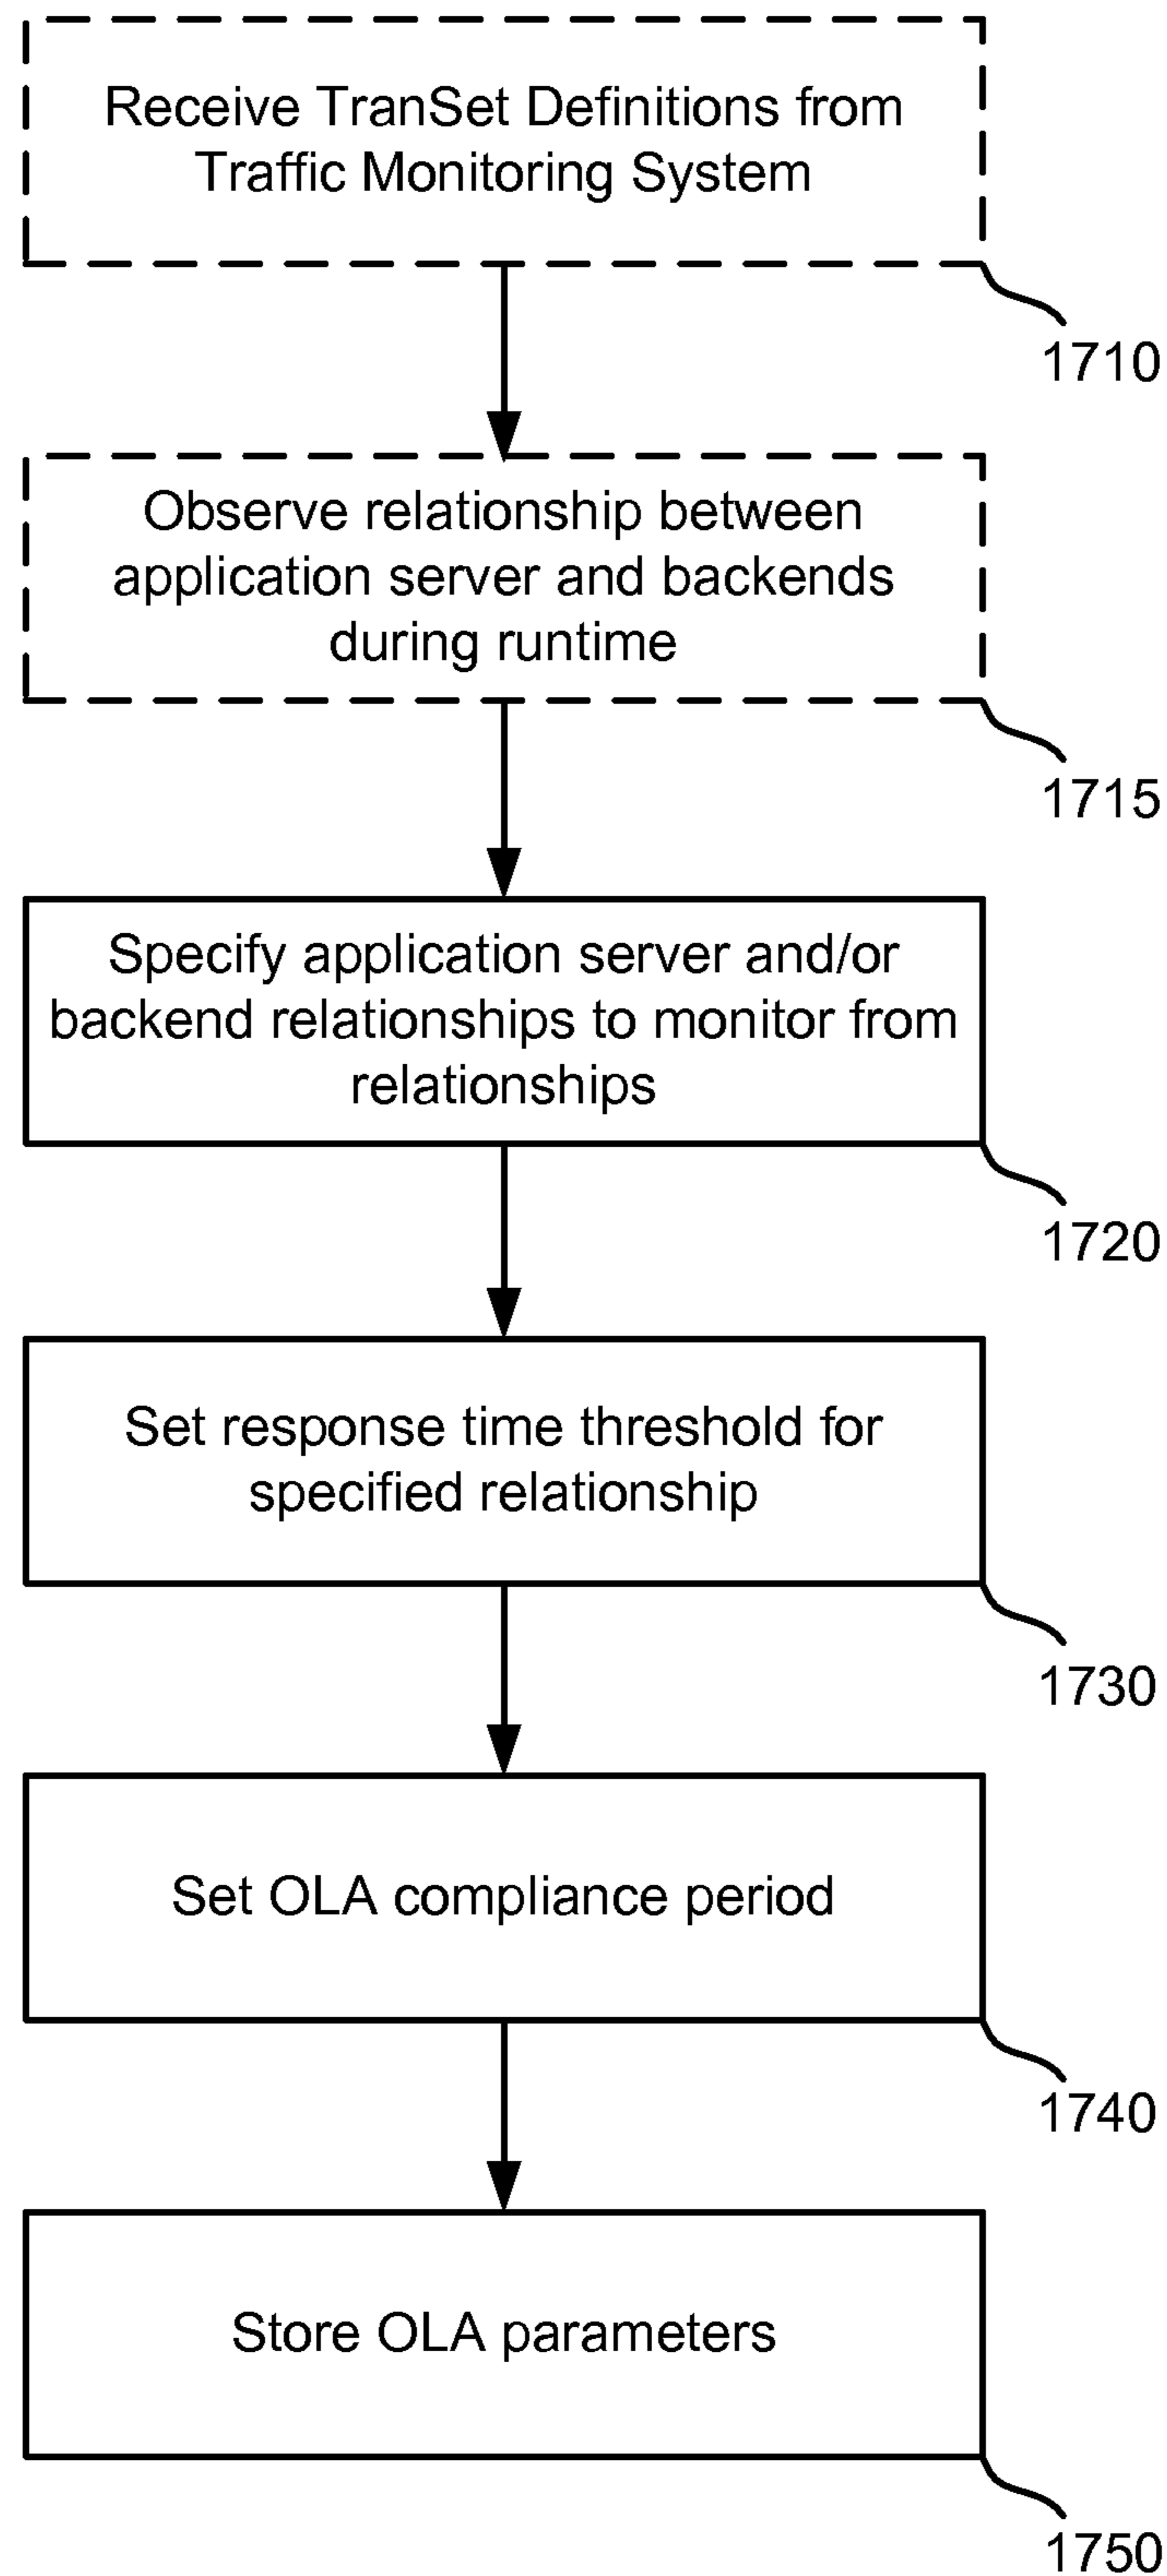 Receive TranSet Definitions from
Traffic Monitoring System
1710
Observe relationship between
application server and backends
during runtime
1715
Specify application server and/or
backend relationships to monitor from
relationships
1720
Set response time threshold for
specified relationship
1730
Set OLA compliance period
1740
Store OLA parameters
1750